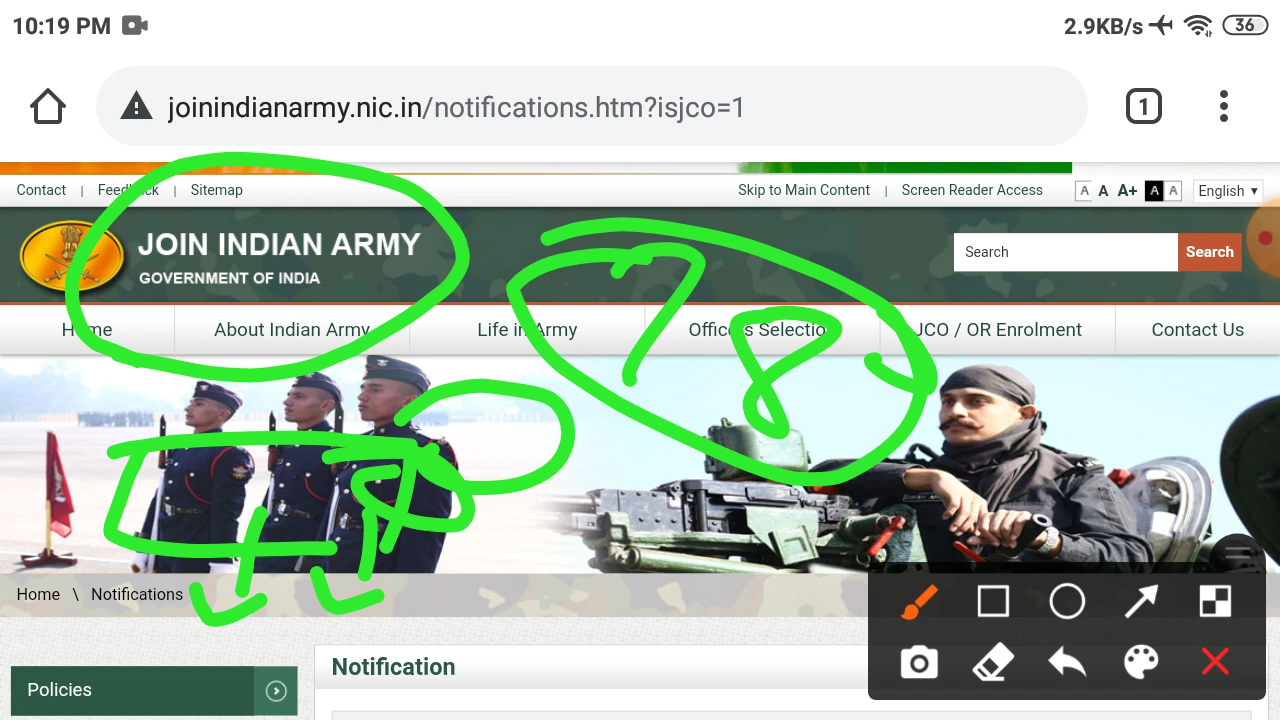 10:19 PM 2.9KB/s 36
joinindianarmy.nic.in/notifications.htm?isjco=1 1
Contact | Feedback | Sitemap Skip to Main Content | Screen Reader Access A A A+ A A English
JOIN INDIAN ARMY
GOVERNMENT OF INDIA
Search Search
Home About Indian Army Life in Army Officers Selection JCO / OR Enrolment Contact Us
7 8
Home \ Notifications
Notification
Policies